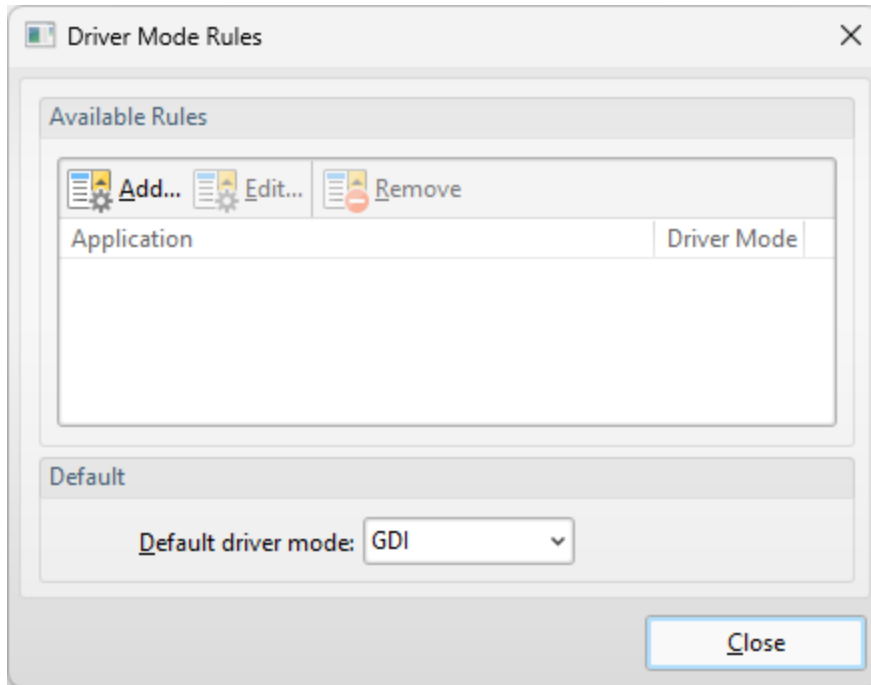 Driver Mode Rules
Available Rules
Add... Edit... Remove
Application Driver Mode
Default
Default driver mode: GDI
Close